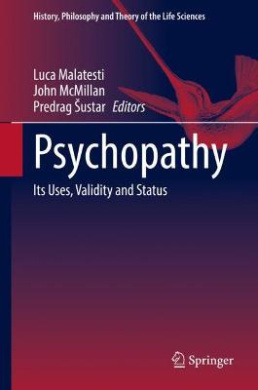 History, Philosophy and Theory of the Life Sciences
Luca Malatesti
John McMillan
Predrag Šustar Editors
Psychopathy
Its Uses, Validity and Status
Springer